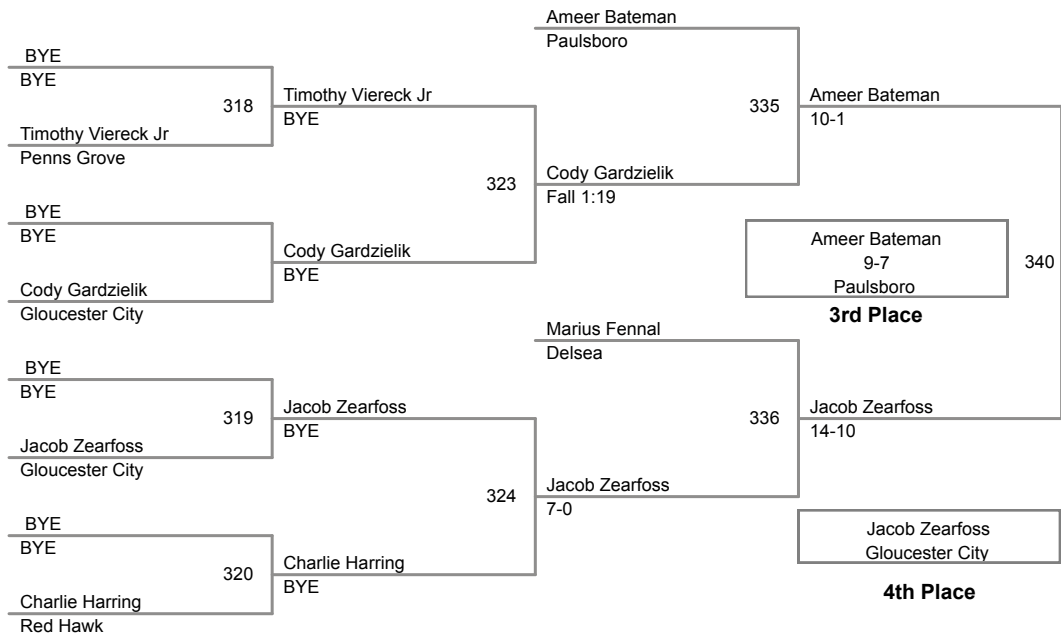 BYE
BYE
318
Timothy Viereck Jr
Penns Grove
BYE
BYE
Cody Gardzielik
Gloucester City
BYE
BYE
319
Jacob Zearfoss
Gloucester City
BYE
BYE
320
Charlie Harring
Red Hawk
Timothy Viereck Jr
BYE
323
Cody Gardzielik
BYE
Jacob Zearfoss
BYE
324
Charlie Harring
BYE
Ameer Bateman
Paulsboro
335
Cody Gardzielik
Fall 1:19
Marius Fennal
Delsea
336
Jacob Zearfoss
7-0
Ameer Bateman
10-1
Jacob Zearfoss
14-10
340
Ameer Bateman
9-7
Paulsboro
3rd Place
Jacob Zearfoss
Gloucester City
4th Place